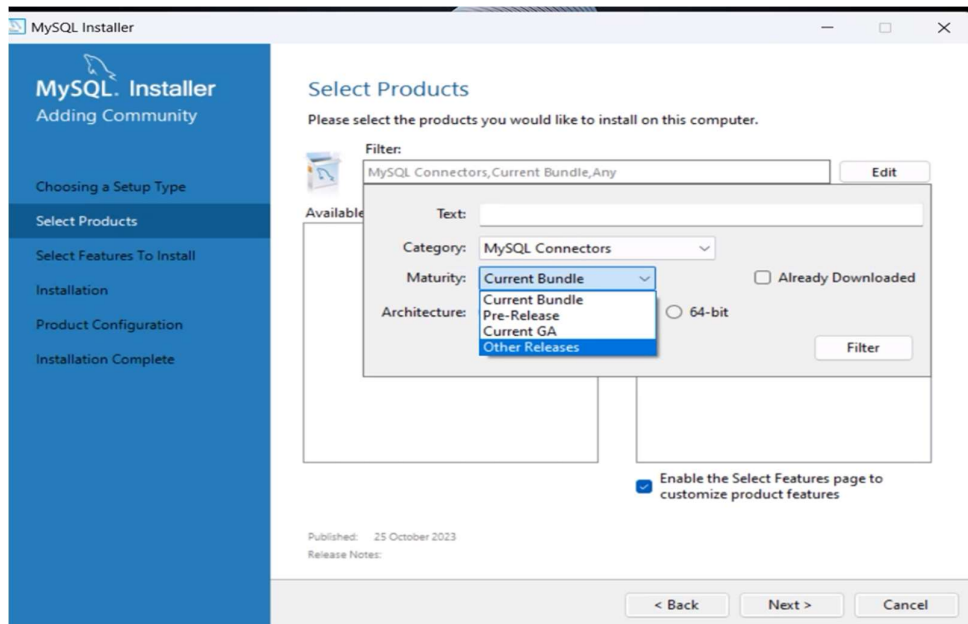 MySQL Installer
MySQL. Installer
Adding Community
Choosing a Setup Type
Select Products
Select Features To Install
Installation
Product Configuration
Installation Complete
Select Products
Please select the products you would like to install on this computer.
Filter:
MySQL Connectors,Current Bundle,Any
Edit
Available
Text:
Category: MySQL Connectors
Maturity: Current Bundle
Already Downloaded
Current Bundle
Pre-Release
Current GA
Other Releases
Architecture:
64-bit
Filter
Enable the Select Features page to
customize product features
Published: 25 October 2023
Release Notes:
< Back Next > Cancel